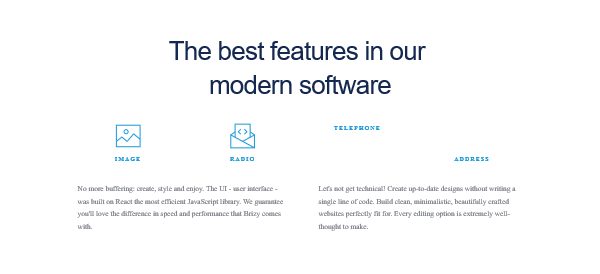 The best features in our
modern software
TELEPHONE
IMAGE
RADIO
ADDRESS
No more buffering: create, style and enjoy. The UI - user interface -
was built on React the most efficient JavaScript library. We guarantee
you'll love the difference in speed and performance that Brizy comes
with.
Let's not get technical! Create up-to-date designs without writing a
single line of code. Build clean, minimalistic, beautifully crafted
websites perfectly fit for. Every editing option is extremely well-
thought to make.